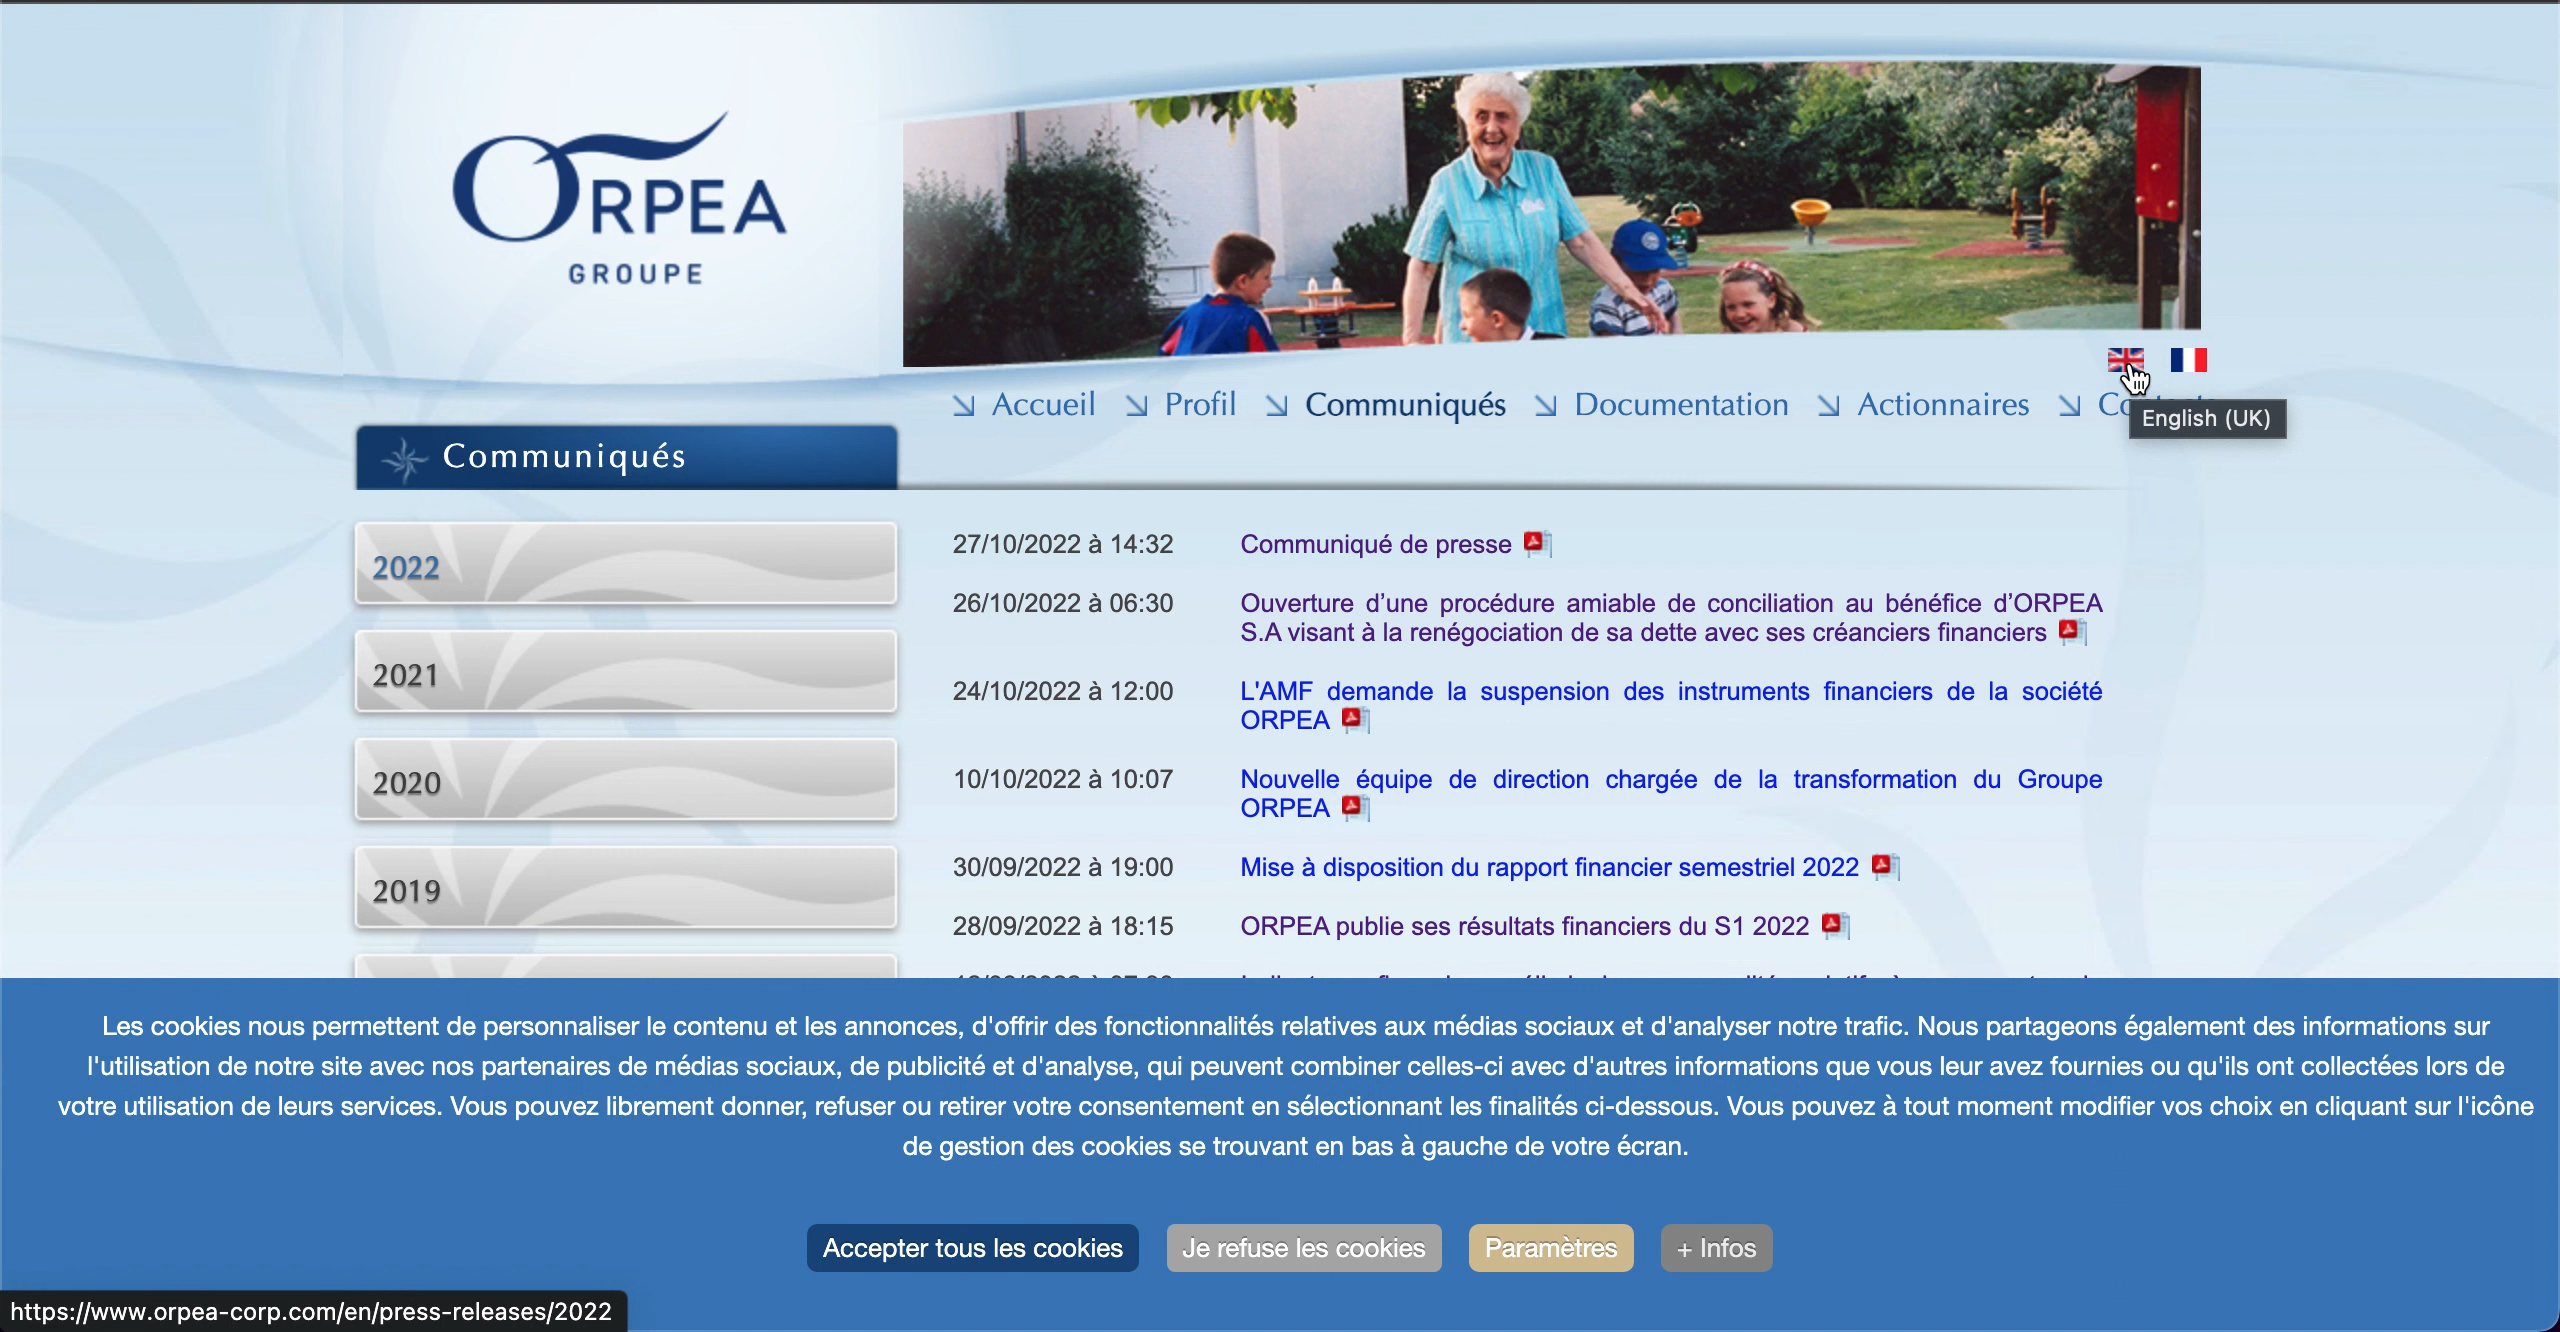 ORPEA
GROUPE
Accueil
Profil
Communiqués
Documentation
Actionnaires
English (UK)
Communiqués
2022
2021
2020
2019
27/10/2022 à 14:32 Communiqué de presse
26/10/2022 à 06:30 Ouverture d’une procédure amiable de conciliation au bénéfice d’ORPEA
S.A visant à la renégociation de sa dette avec ses créanciers financiers
24/10/2022 à 12:00 L'AMF demande la suspension des instruments financiers de la société
ORPEA
10/10/2022 à 10:07 Nouvelle équipe de direction chargée de la transformation du Groupe
ORPEA
30/09/2022 à 19:00 Mise à disposition du rapport financier semestriel 2022
28/09/2022 à 18:15 ORPEA publie ses résultats financiers du S1 2022
Les cookies nous permettent de personnaliser le contenu et les annonces, d'offrir des fonctionnalités relatives aux médias sociaux et d'analyser notre trafic. Nous partageons également des informations sur
l'utilisation de notre site avec nos partenaires de médias sociaux, de publicité et d'analyse, qui peuvent combiner celles-ci avec d'autres informations que vous leur avez fournies ou qu'ils ont collectées lors de
votre utilisation de leurs services. Vous pouvez librement donner, refuser ou retirer votre consentement en sélectionnant les finalités ci-dessous. Vous pouvez à tout moment modifier vos choix en cliquant sur l'icône
de gestion des cookies se trouvant en bas à gauche de votre écran.
Accepter tous les cookies
Je refuse les cookies
Paramètres
+ Infos
https://www.orpea-corp.com/en/press-releases/2022